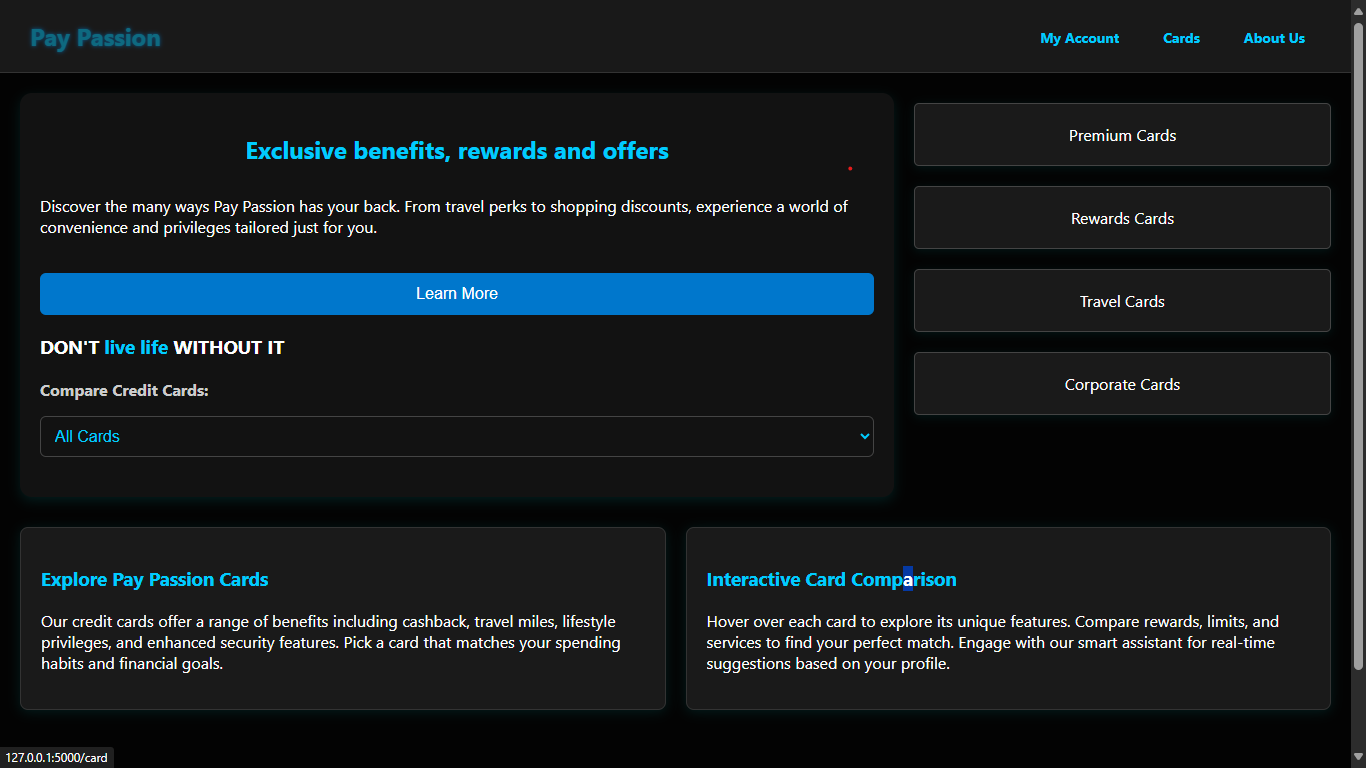 Pay Passion
My Account
Cards
About Us
Exclusive benefits, rewards and offers
Discover the many ways Pay Passion has your back. From travel perks to shopping discounts, experience a world of
convenience and privileges tailored just for you.
Learn More
DON'T live life WITHOUT IT
Compare Credit Cards:
All Cards
Premium Cards
Rewards Cards
Travel Cards
Corporate Cards
Explore Pay Passion Cards
Our credit cards offer a range of benefits including cashback, travel miles, lifestyle
privileges, and enhanced security features. Pick a card that matches your spending
habits and financial goals.
Interactive Card Comparison
Hover over each card to explore its unique features. Compare rewards, limits, and
services to find your perfect match. Engage with our smart assistant for real-time
suggestions based on your profile.
127.0.0.1:5000/card